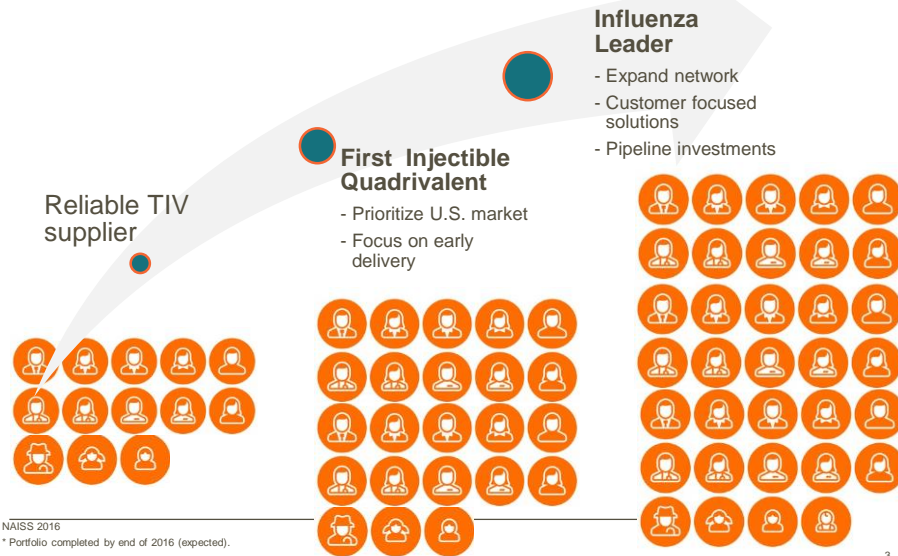 Influenza
Leader
- Expand network
- Customer focused
solutions
- Pipeline investments
First Injectible
Quadrivalent
- Prioritize U.S. market
- Focus on early
delivery
Reliable TIV
supplier
NAISS 2016
* Portfolio completed by end of 2016 (expected).
3